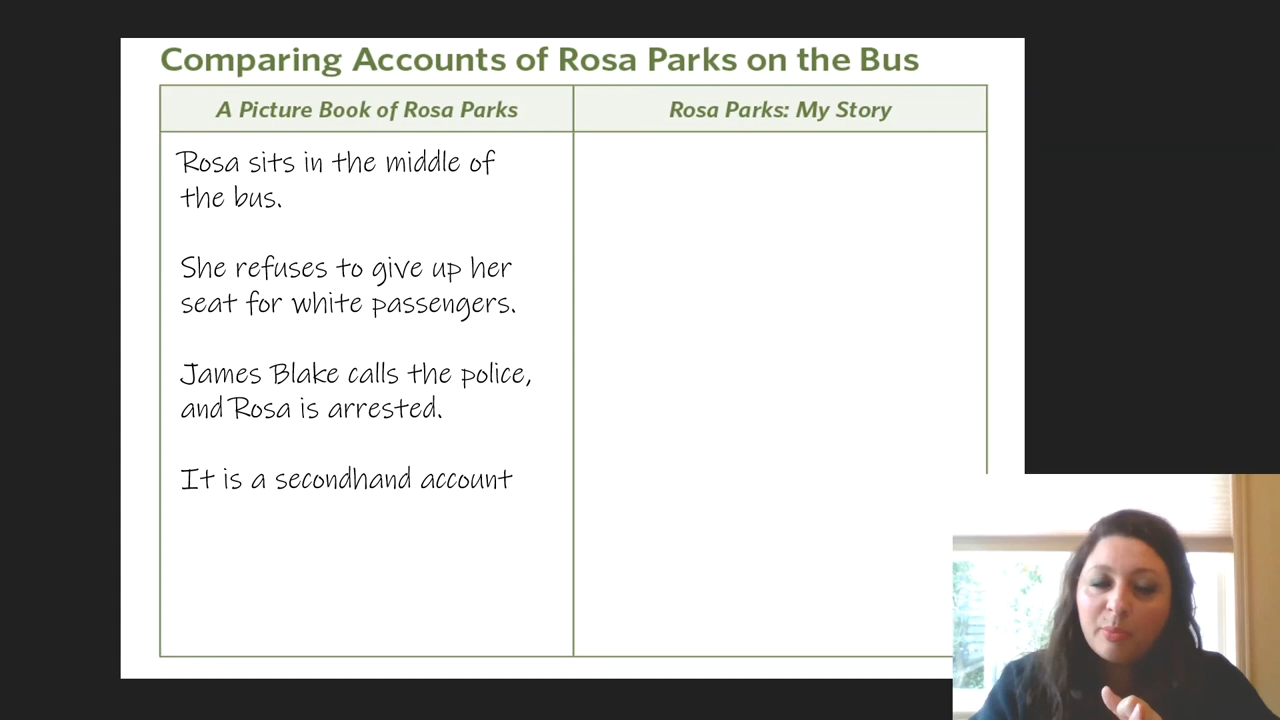 Comparing Accounts of Rosa Parks on the Bus
A Picture Book of Rosa Parks
Rosa Parks: My Story
Rosa sits in the middle of
the bus.
She refuses to give up her
seat for white passengers.
James Blake calls the police,
and Rosa is arrested.
It is a secondhand account